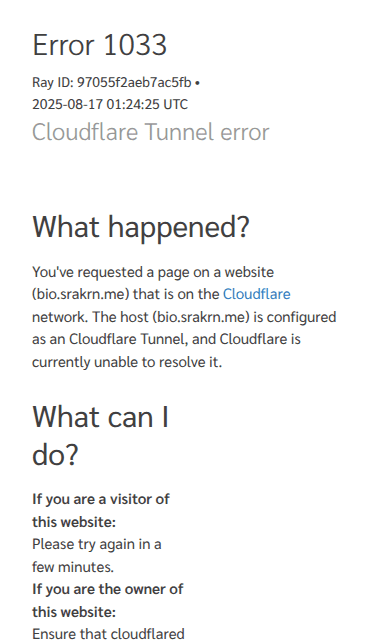 Error 1033
Ray ID: 97055f2aeb7ac5fb •
2025-08-17 01:24:25 UTC
Cloudflare Tunnel error
What happened?
You've requested a page on a website
(bio.srakrn.me) that is on the Cloudflare
network. The host (bio.srakrn.me) is configured
as an Cloudflare Tunnel, and Cloudflare is
currently unable to resolve it.
What can I
do?
If you are a visitor of
this website:
Please try again in a
few minutes.
If you are the owner of
this website:
Ensure that cloudflared